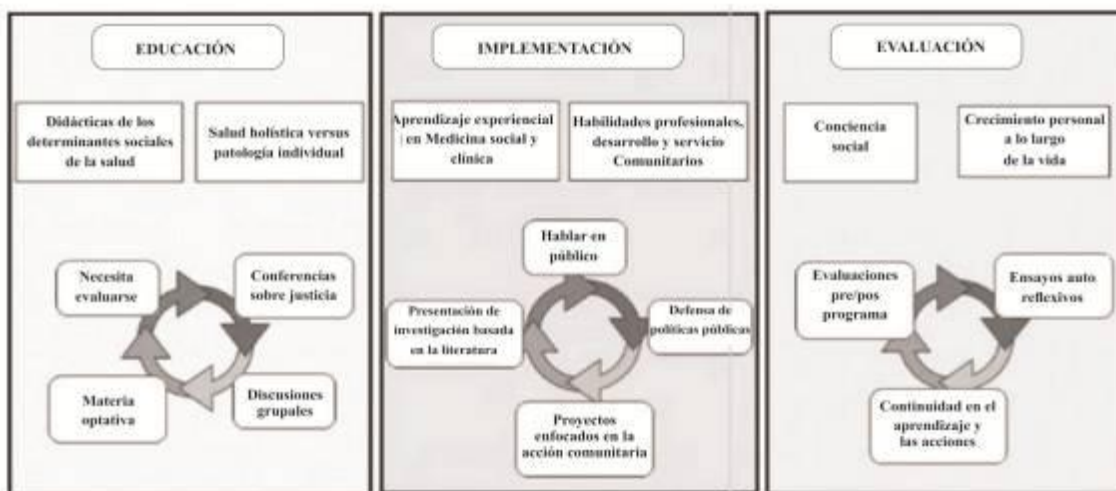 EDUCACIÓN
Didácticas de los
determinantes sociales
de la salud
Salud holística versus
patología individual
Necesita
evaluarse
Conferencias
sobre justicia
Materia
optativa
Discusiones
grupales
IMPLEMENTACIÓN
Aprendizaje experiencial
en Medicina social y
clínica
Habilidades profesionales,
desarrollo y servicio
Comunitarios
Hablar en
público
Presentación de
investigación basada
en la literatura
Defensa de
políticas públicas
Proyectos
enfocados en la
acción comunitaria
EVALUACIÓN
Conciencia
social
Crecimiento personal
a lo largo
de la vida
Evaluaciones
pre/pos
programa
Ensayos auto
reflexivos
Continuidad en el
aprendizaje y
las acciones